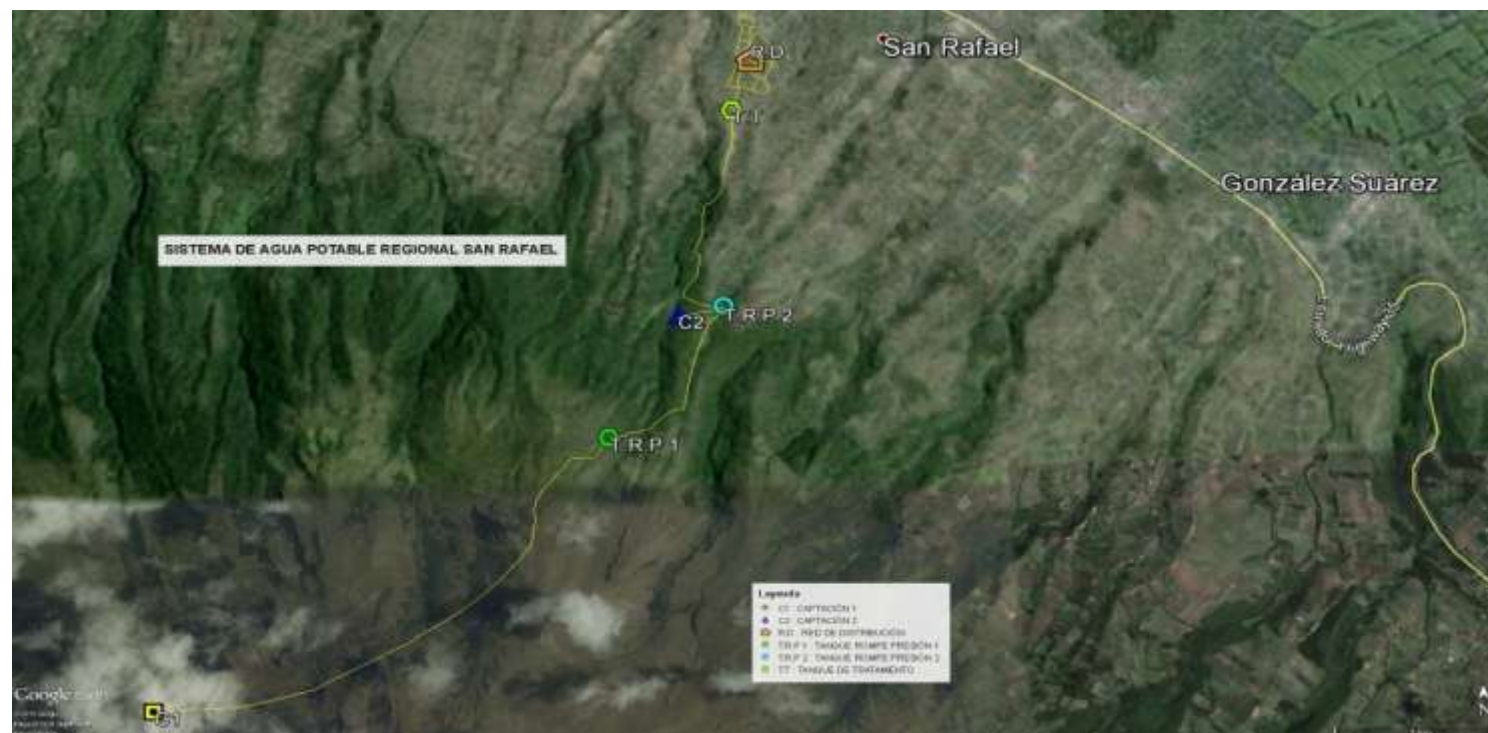 R.D.
San Rafael
T.T
González Suárez
SISTEMA DE AGUA POTABLE REGIONAL SAN RAFAEL
C2
T.R.P 2
T.R.P 1
Leyenda
C1 : CAPTACIÓN 1
C2 : CAPTACIÓN 2
R.D : RED DE DISTRIBUCIÓN
T.R.P 1 : TANQUE ROMPE PRESIÓN 1
T.R.P 2 : TANQUE ROMPE PRESIÓN 2
T.T : TANQUE DE TRATAMIENTO
Google earth
C1
N